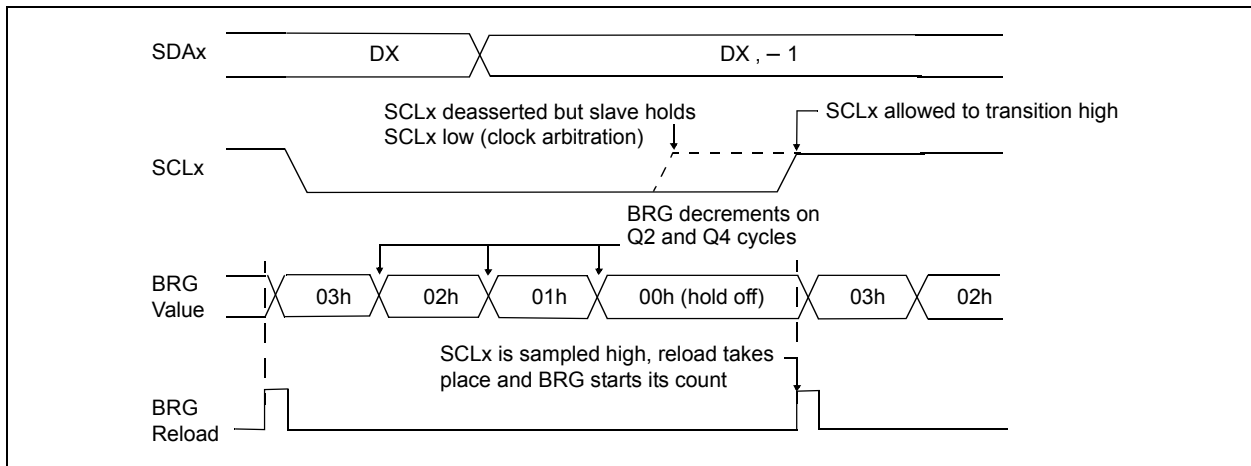 SDAx
DX
DX , – 1
SCLx deasserted but slave holds
SCLx low (clock arbitration)
SCLx allowed to transition high
SCLx
BRG decrements on
Q2 and Q4 cycles
BRG
Value
03h
02h
01h
00h (hold off)
03h
02h
SCLx is sampled high, reload takes
place and BRG starts its count
BRG
Reload